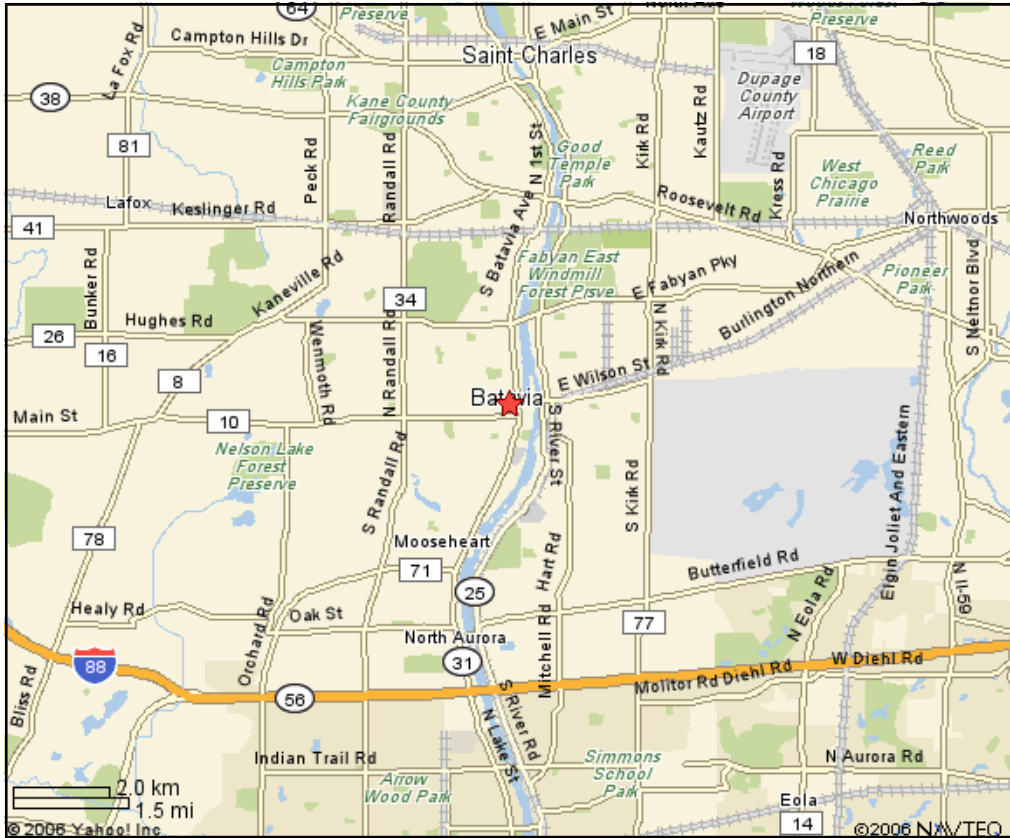 64
Preserve
E Main St
North Ave
Woods Forest
Preserve
Campton Hills Dr
Saint-Charles
18
La Fox Rd
Campton
Hills Park
Dupage
County
Airport
38
Kane County
Fairgrounds
Kautz Rd
Kirk Rd
N 1st St
81
Peck Rd
N Randall Rd
Good
Temple
Park
Reed
Park
West
Chicago
Prairie
Kress Rd
Lafox
Keslinger Rd
Roosevelt Rd
Northwoods
41
S Batavia Ave
Fabyan East
Windmill
Forest Prsve
E Fabyan Pky
Burlington Northern
Pioneer
Park
S Neltnor Blvd
Bunker Rd
Kaneville Rd
34
26
Hughes Rd
Wenmoth Rd
N Randall Rd
N Kirk Rd
16
8
E Wilson St
Batavia
Main St
10
S River St
Nelson Lake
Forest
Preserve
S Randall Rd
S Kirk Rd
Elgin Joliet And Eastern
78
Mooseheart
71
Hart Rd
Butterfield Rd
25
N Eola Rd
N Il-59
Healy Rd
Oak St
77
Orchard Rd
North Aurora
Mitchell Rd
31
88
W Diehl Rd
Molitor Rd Diehl Rd
Bliss Rd
56
S River Rd
N Lake St
Indian Trail Rd
Simmons
School
Park
N Aurora Rd
Arrow
Wood Park
2.0 km
1.5 mi
Eola
14
© 2006 Yahoo! Inc
©2006 NAVTEQ